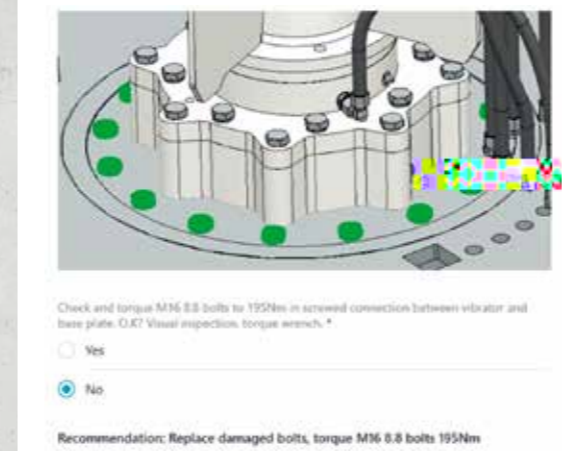 Check and torque M16 8.8 bolts to 195Nm in screwed connection between vibrator and
base plate. O.K? Visual inspection, torque wrench. *
Yes
No
Recommendation: Replace damaged bolts, torque M16 8.8 bolts 195Nm